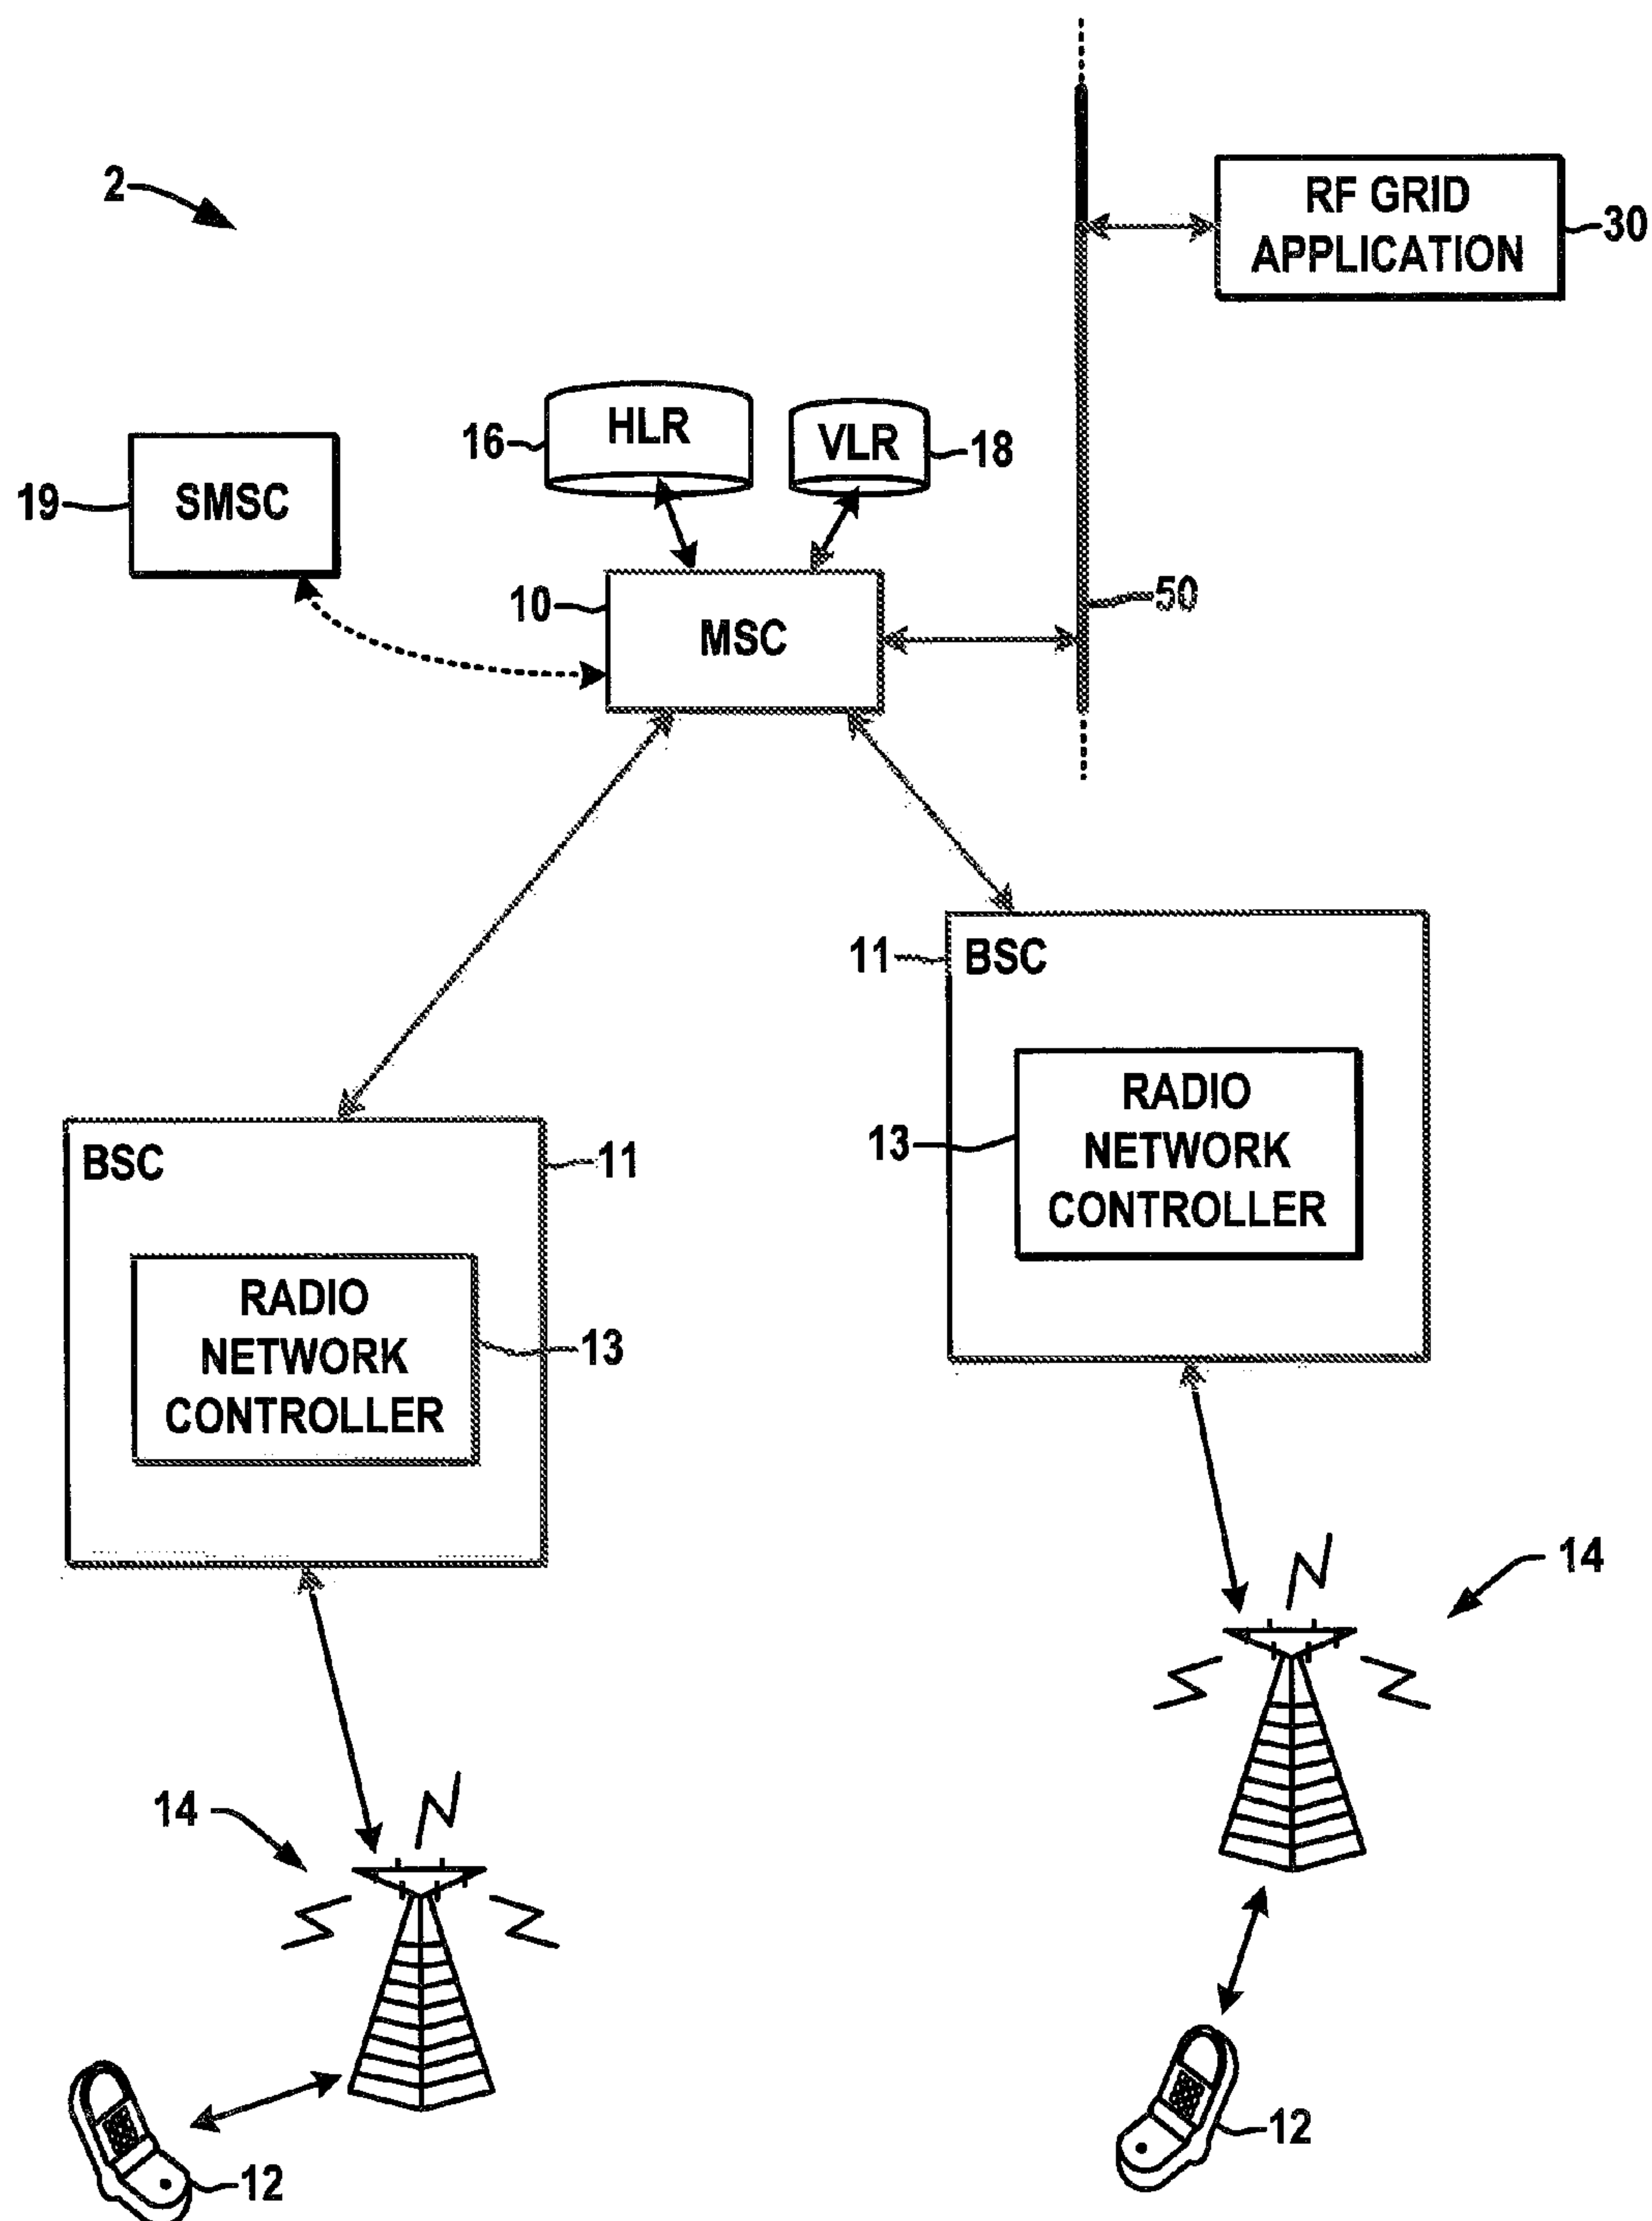 2
RF GRID
APPLICATION
30
16
HLR
VLR
18
19
SMSC
10
MSC
50
11
BSC
RADIO
NETWORK
CONTROLLER
13
BSC
11
RADIO
NETWORK
CONTROLLER
13
14
14
12
12